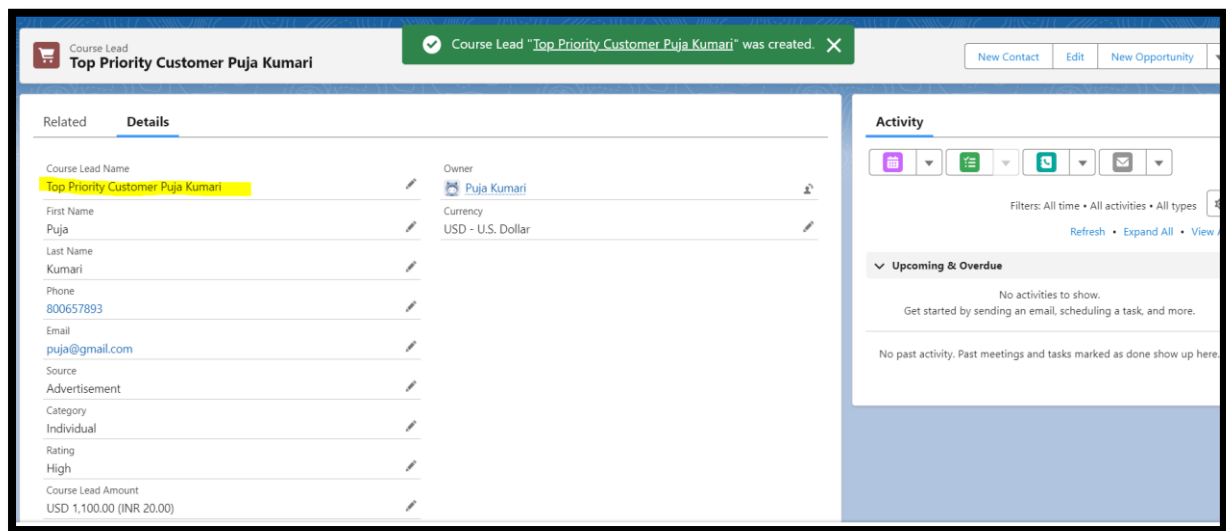 Course Lead
Top Priority Customer Puja Kumari
Course Lead "Top Priority Customer Puja Kumari" was created.
New Contact
Edit
New Opportunity
Related
Details
Course Lead Name
Top Priority Customer Puja Kumari
First Name
Puja
Last Name
Kumari
Phone
800657893
Email
puja@gmail.com
Source
Advertisement
Category
Individual
Rating
High
Course Lead Amount
USD 1,100.00 (INR 20.00)
Owner
Puja Kumari
Currency
USD - U.S. Dollar
Activity
Filters: All time • All activities • All types
Refresh • Expand All • View
Upcoming & Overdue
No activities to show.
Get started by sending an email, scheduling a task, and more.
No past activity. Past meetings and tasks marked as done show up here.